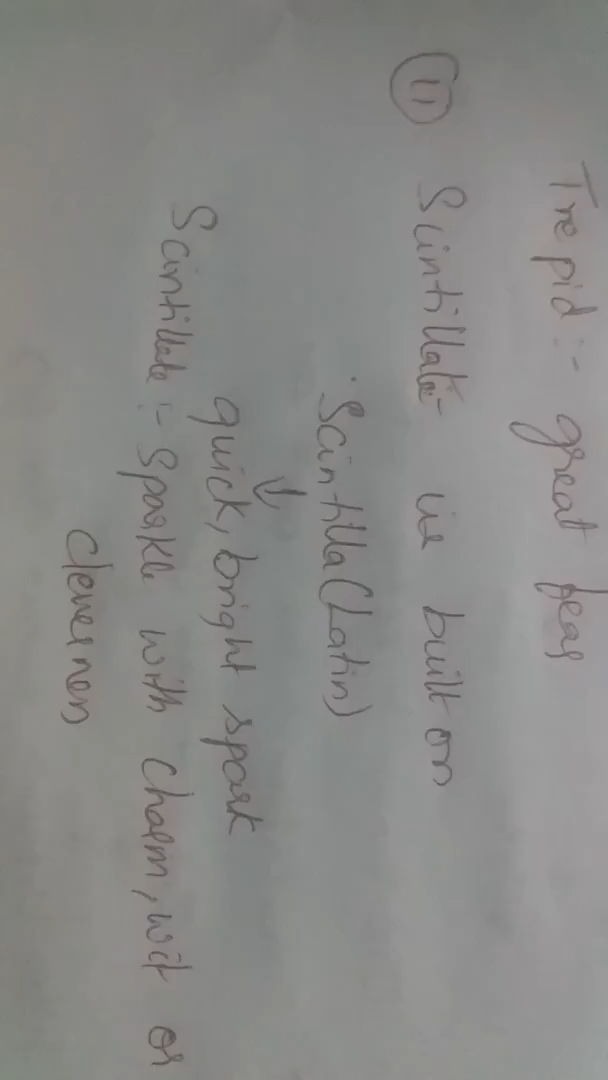 Trepid :- great fear
(11) Scintillate is built on
Scintilla (Latin)
↓
quick, bright spark
Scintillate :- Sparkle with charm, wit or
cleverness